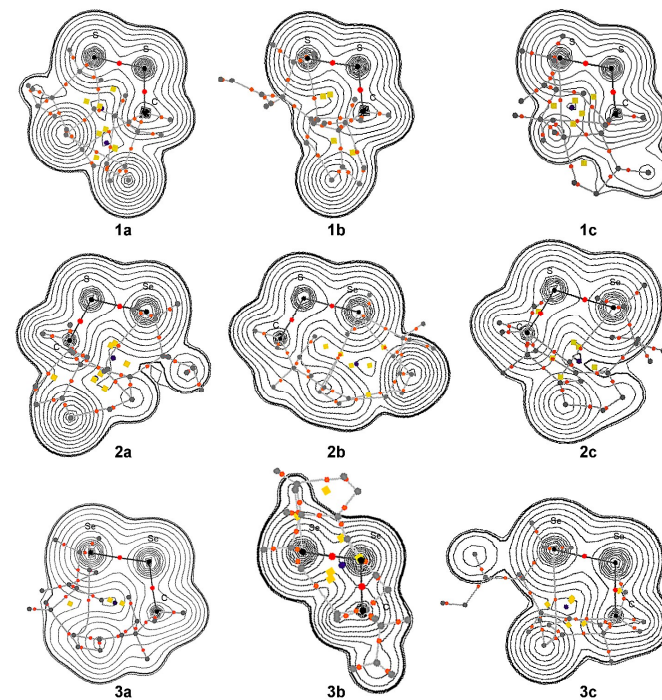 S S C
1a
S S C
1b
S S C
1c
S Se C
2a
S Se C
2b
S Se C
2c
Se Se C
3a
Se Se C
3b
Se Se C
3c